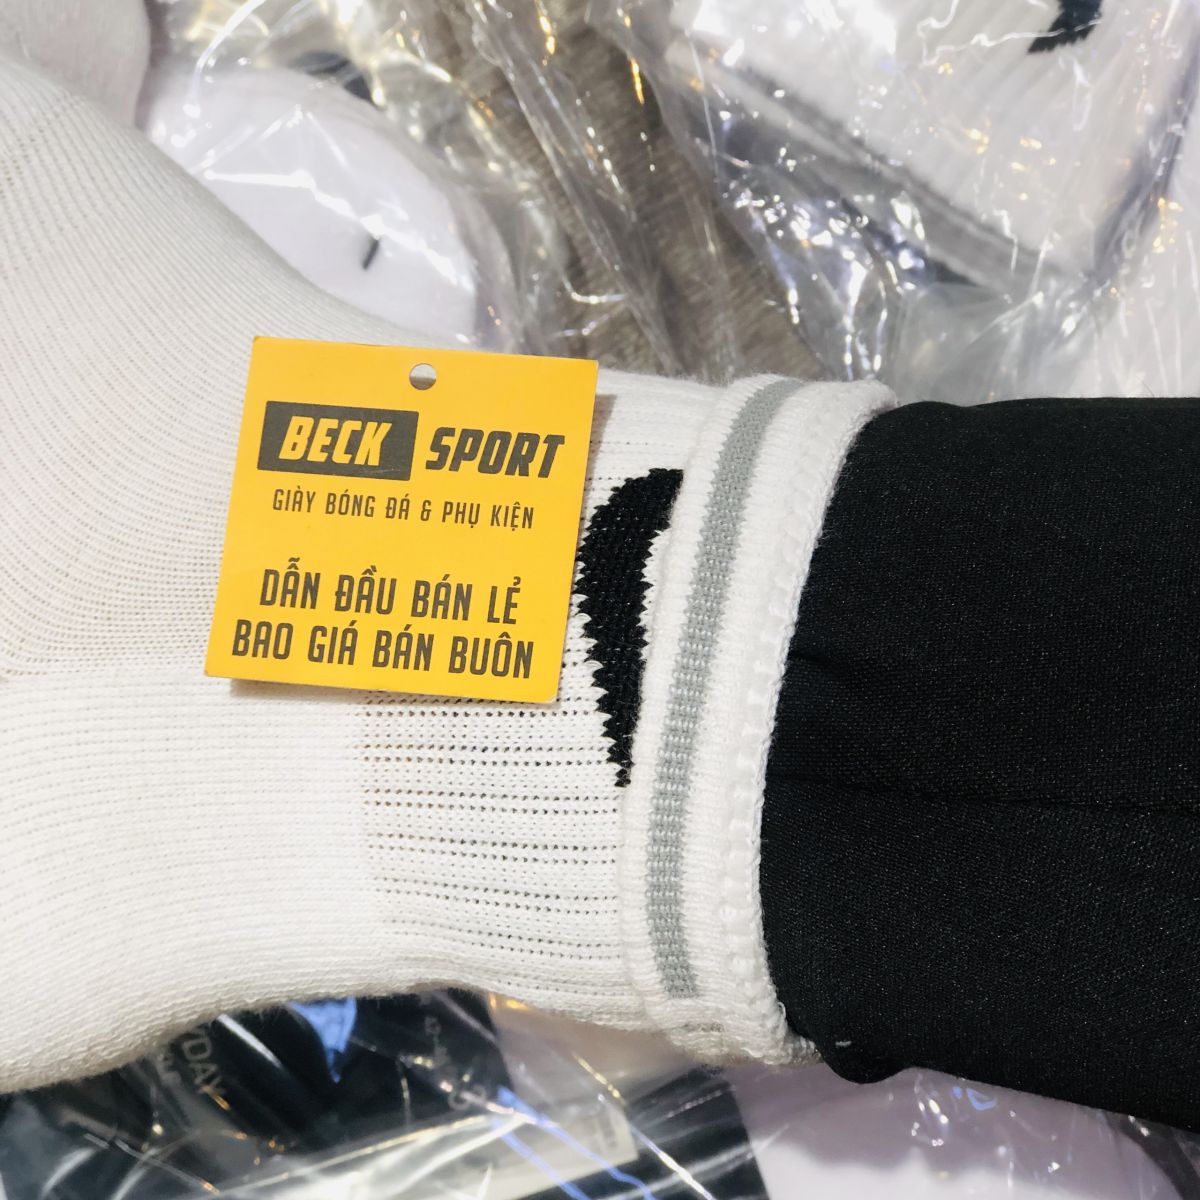 BECK SPORT
GIÀY BÓNG ĐÁ & PHỤ KIỆN
DẪN ĐẦU BÁN LẺ
BAO GIÁ BÁN BUÔN